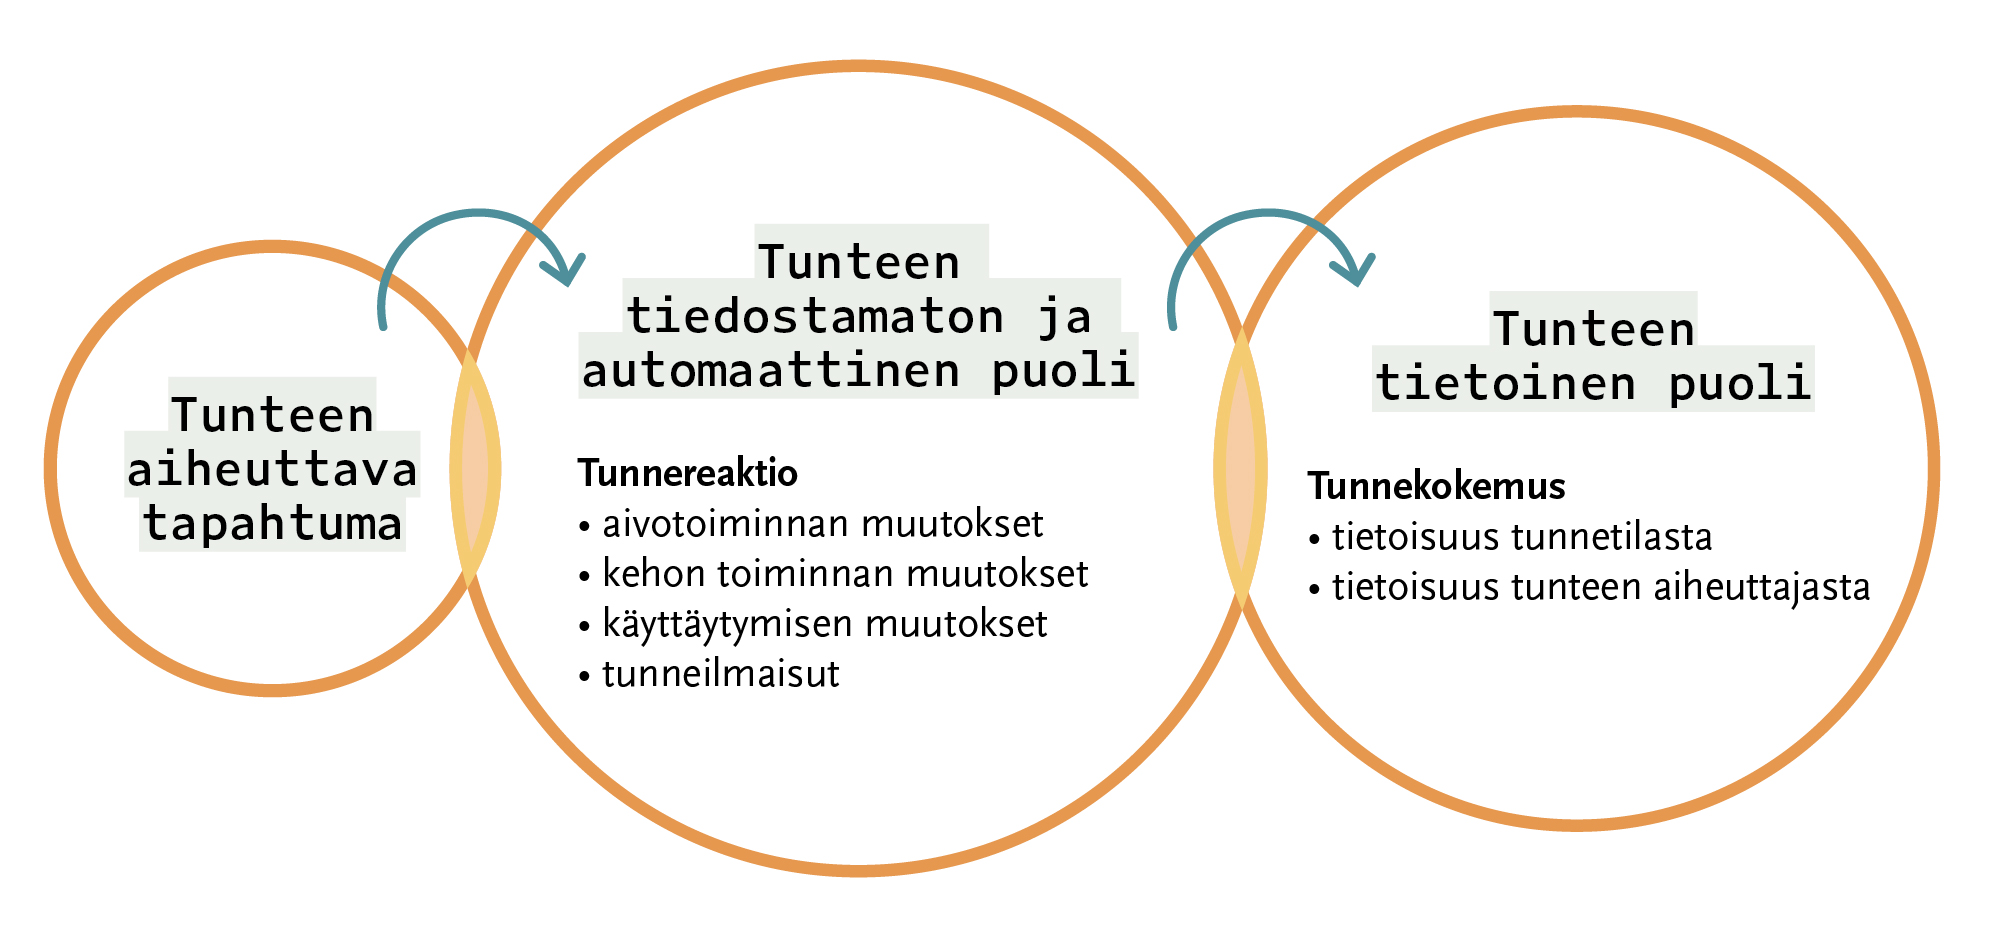 Tunteen
aiheuttava
tapahtuma
Tunteen
tiedostamaton ja
automaattinen puoli
Tunnereaktio
• aivotoiminnan muutokset
• kehon toiminnan muutokset
• käyttäytymisen muutokset
• tunneilmaisut
Tunteen
tietoinen puoli
Tunnekokemus
• tietoisuus tunnetilasta
• tietoisuus tunteen aiheuttajasta